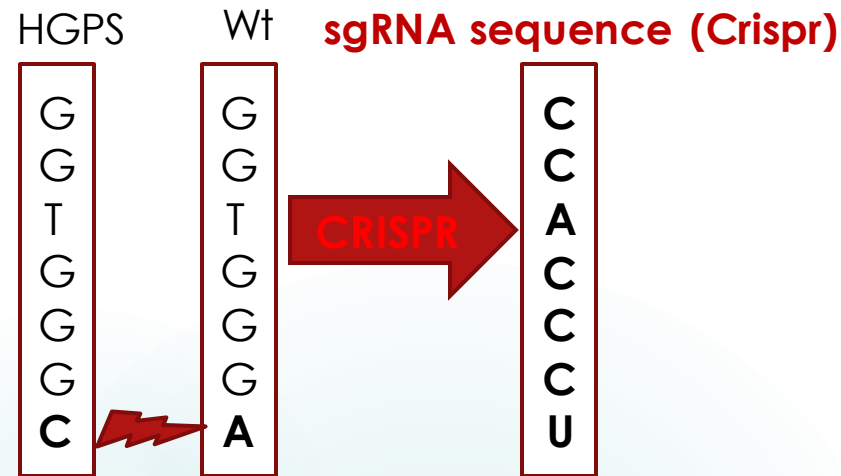 HGPS Wt sgRNA sequence (Crispr)
G G C
G G C
T T A
CRISPR
G G C
G G C
G G C
C A U